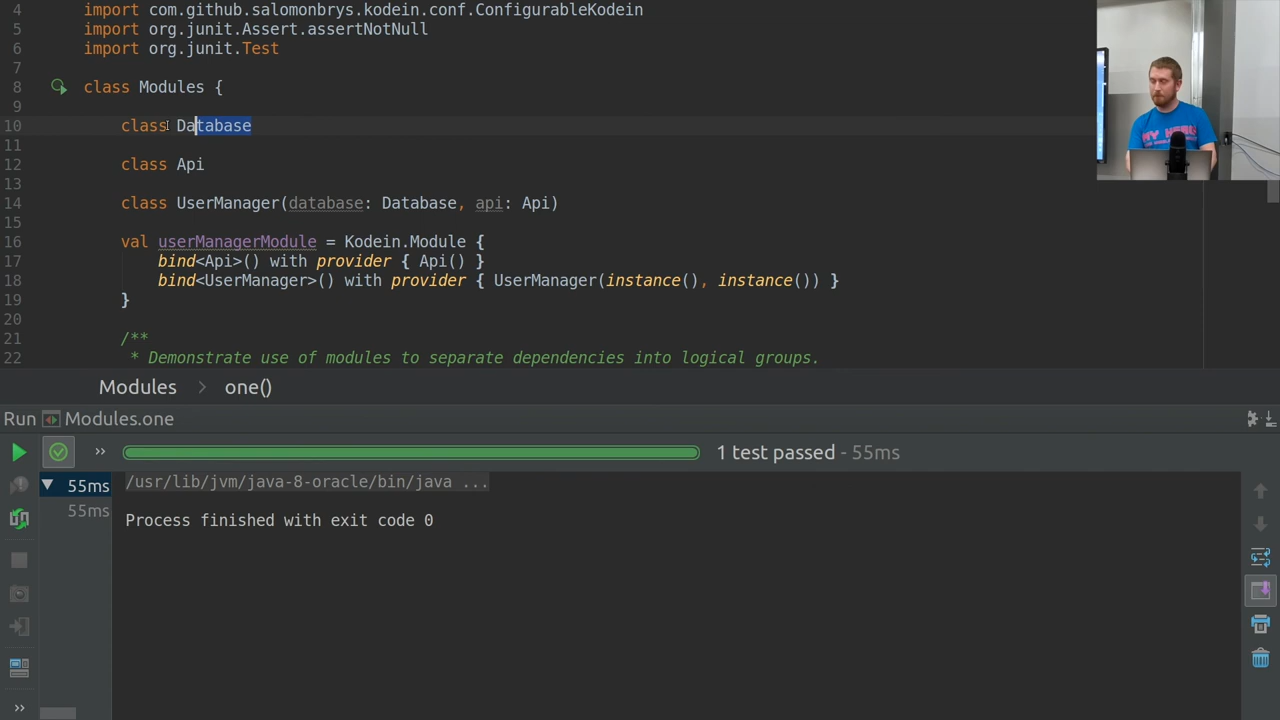 4 import com.github.salomonbrys.kodein.conf.ConfigurableKodein
5 import org.junit.Assert.assertNotNull
6 import org.junit.Test
7
8 class Modules {
9
10 class Database
11
12 class Api
13
14 class UserManager(database: Database, api: Api)
15
16 val userManagerModule = Kodein.Module {
17 bind<Api>() with provider { Api() }
18 bind<UserManager>() with provider { UserManager(instance(), instance()) }
19 }
20
21 /**
22 * Demonstrate use of modules to separate dependencies into logical groups.
Modules > one()
Run Modules.one
1 test passed - 55ms
55ms
/usr/lib/jvm/java-8-oracle/bin/java ...
55ms
Process finished with exit code 0